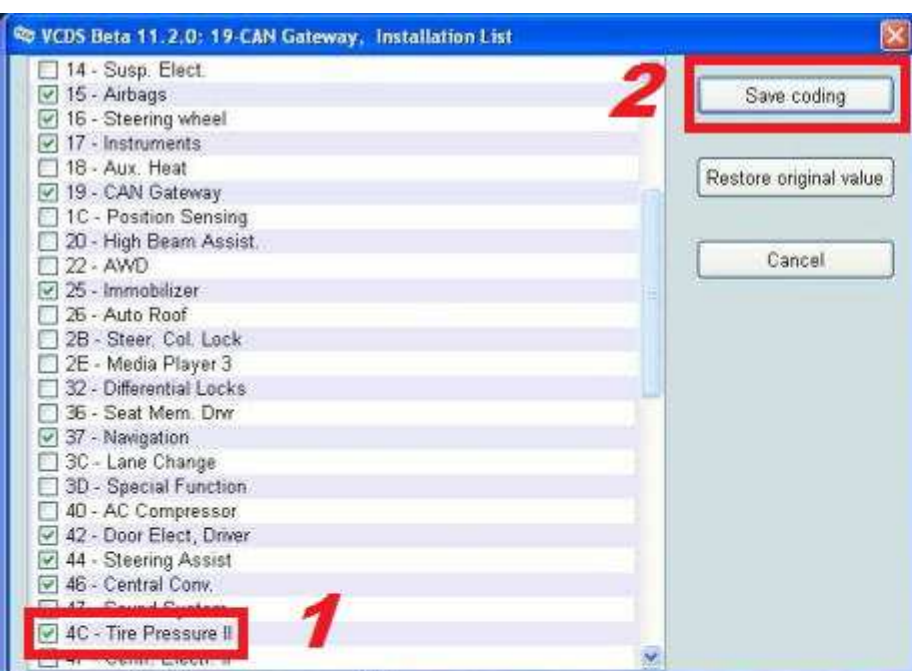 VCDS Beta 11.2.0: 19-CAN Gateway, Installation List
14 - Susp. Elect.
15 - Airbags
16 - Steering wheel
17 - Instruments
18 - Aux. Heat
19 - CAN Gateway
1C - Position Sensing
20 - High Beam Assist.
22 - AWD
25 - Immobilizer
26 - Auto Roof
2B - Steer. Col. Lock
2E - Media Player 3
32 - Differential Locks
36 - Seat Mem. Drvr
37 - Navigation
3C - Lane Change
3D - Special Function
40 - AC Compressor
42 - Door Elect, Driver
44 - Steering Assist
46 - Central Conv.
47 - Sound System
4C - Tire Pressure II
1
2
Save coding
Restore original value
Cancel